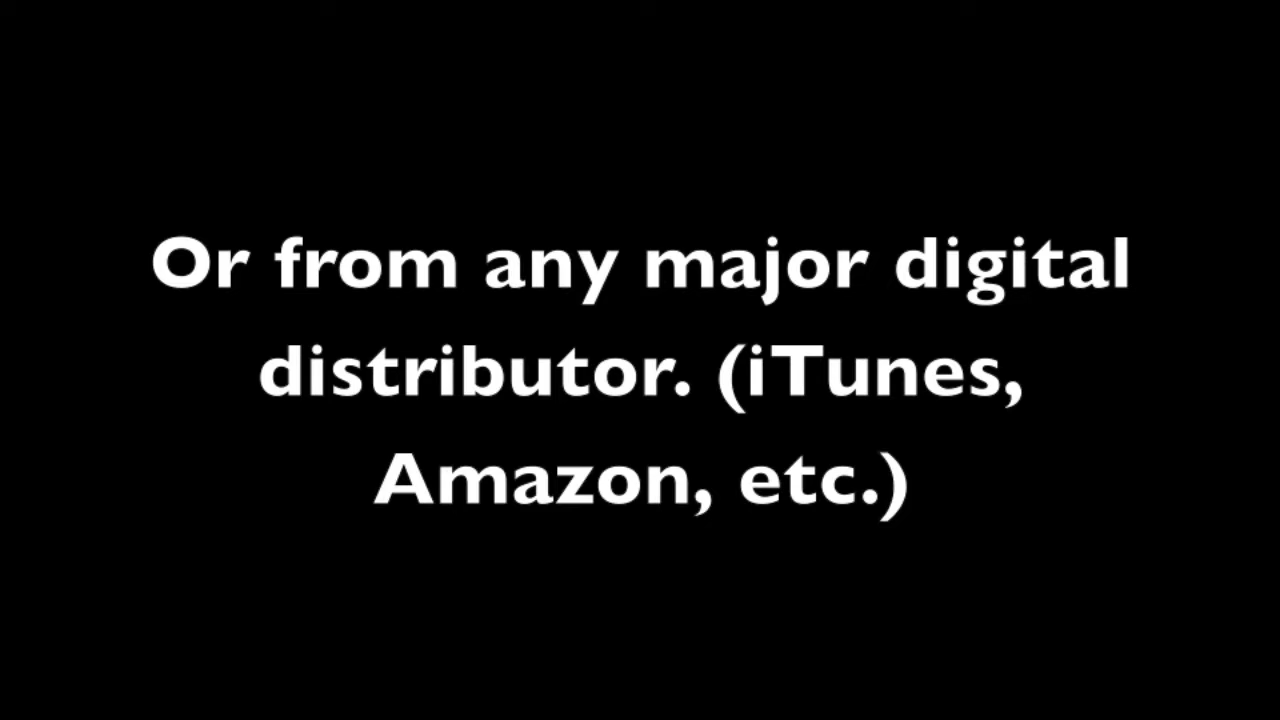 Or from any major digital
distributor. (iTunes,
Amazon, etc.)